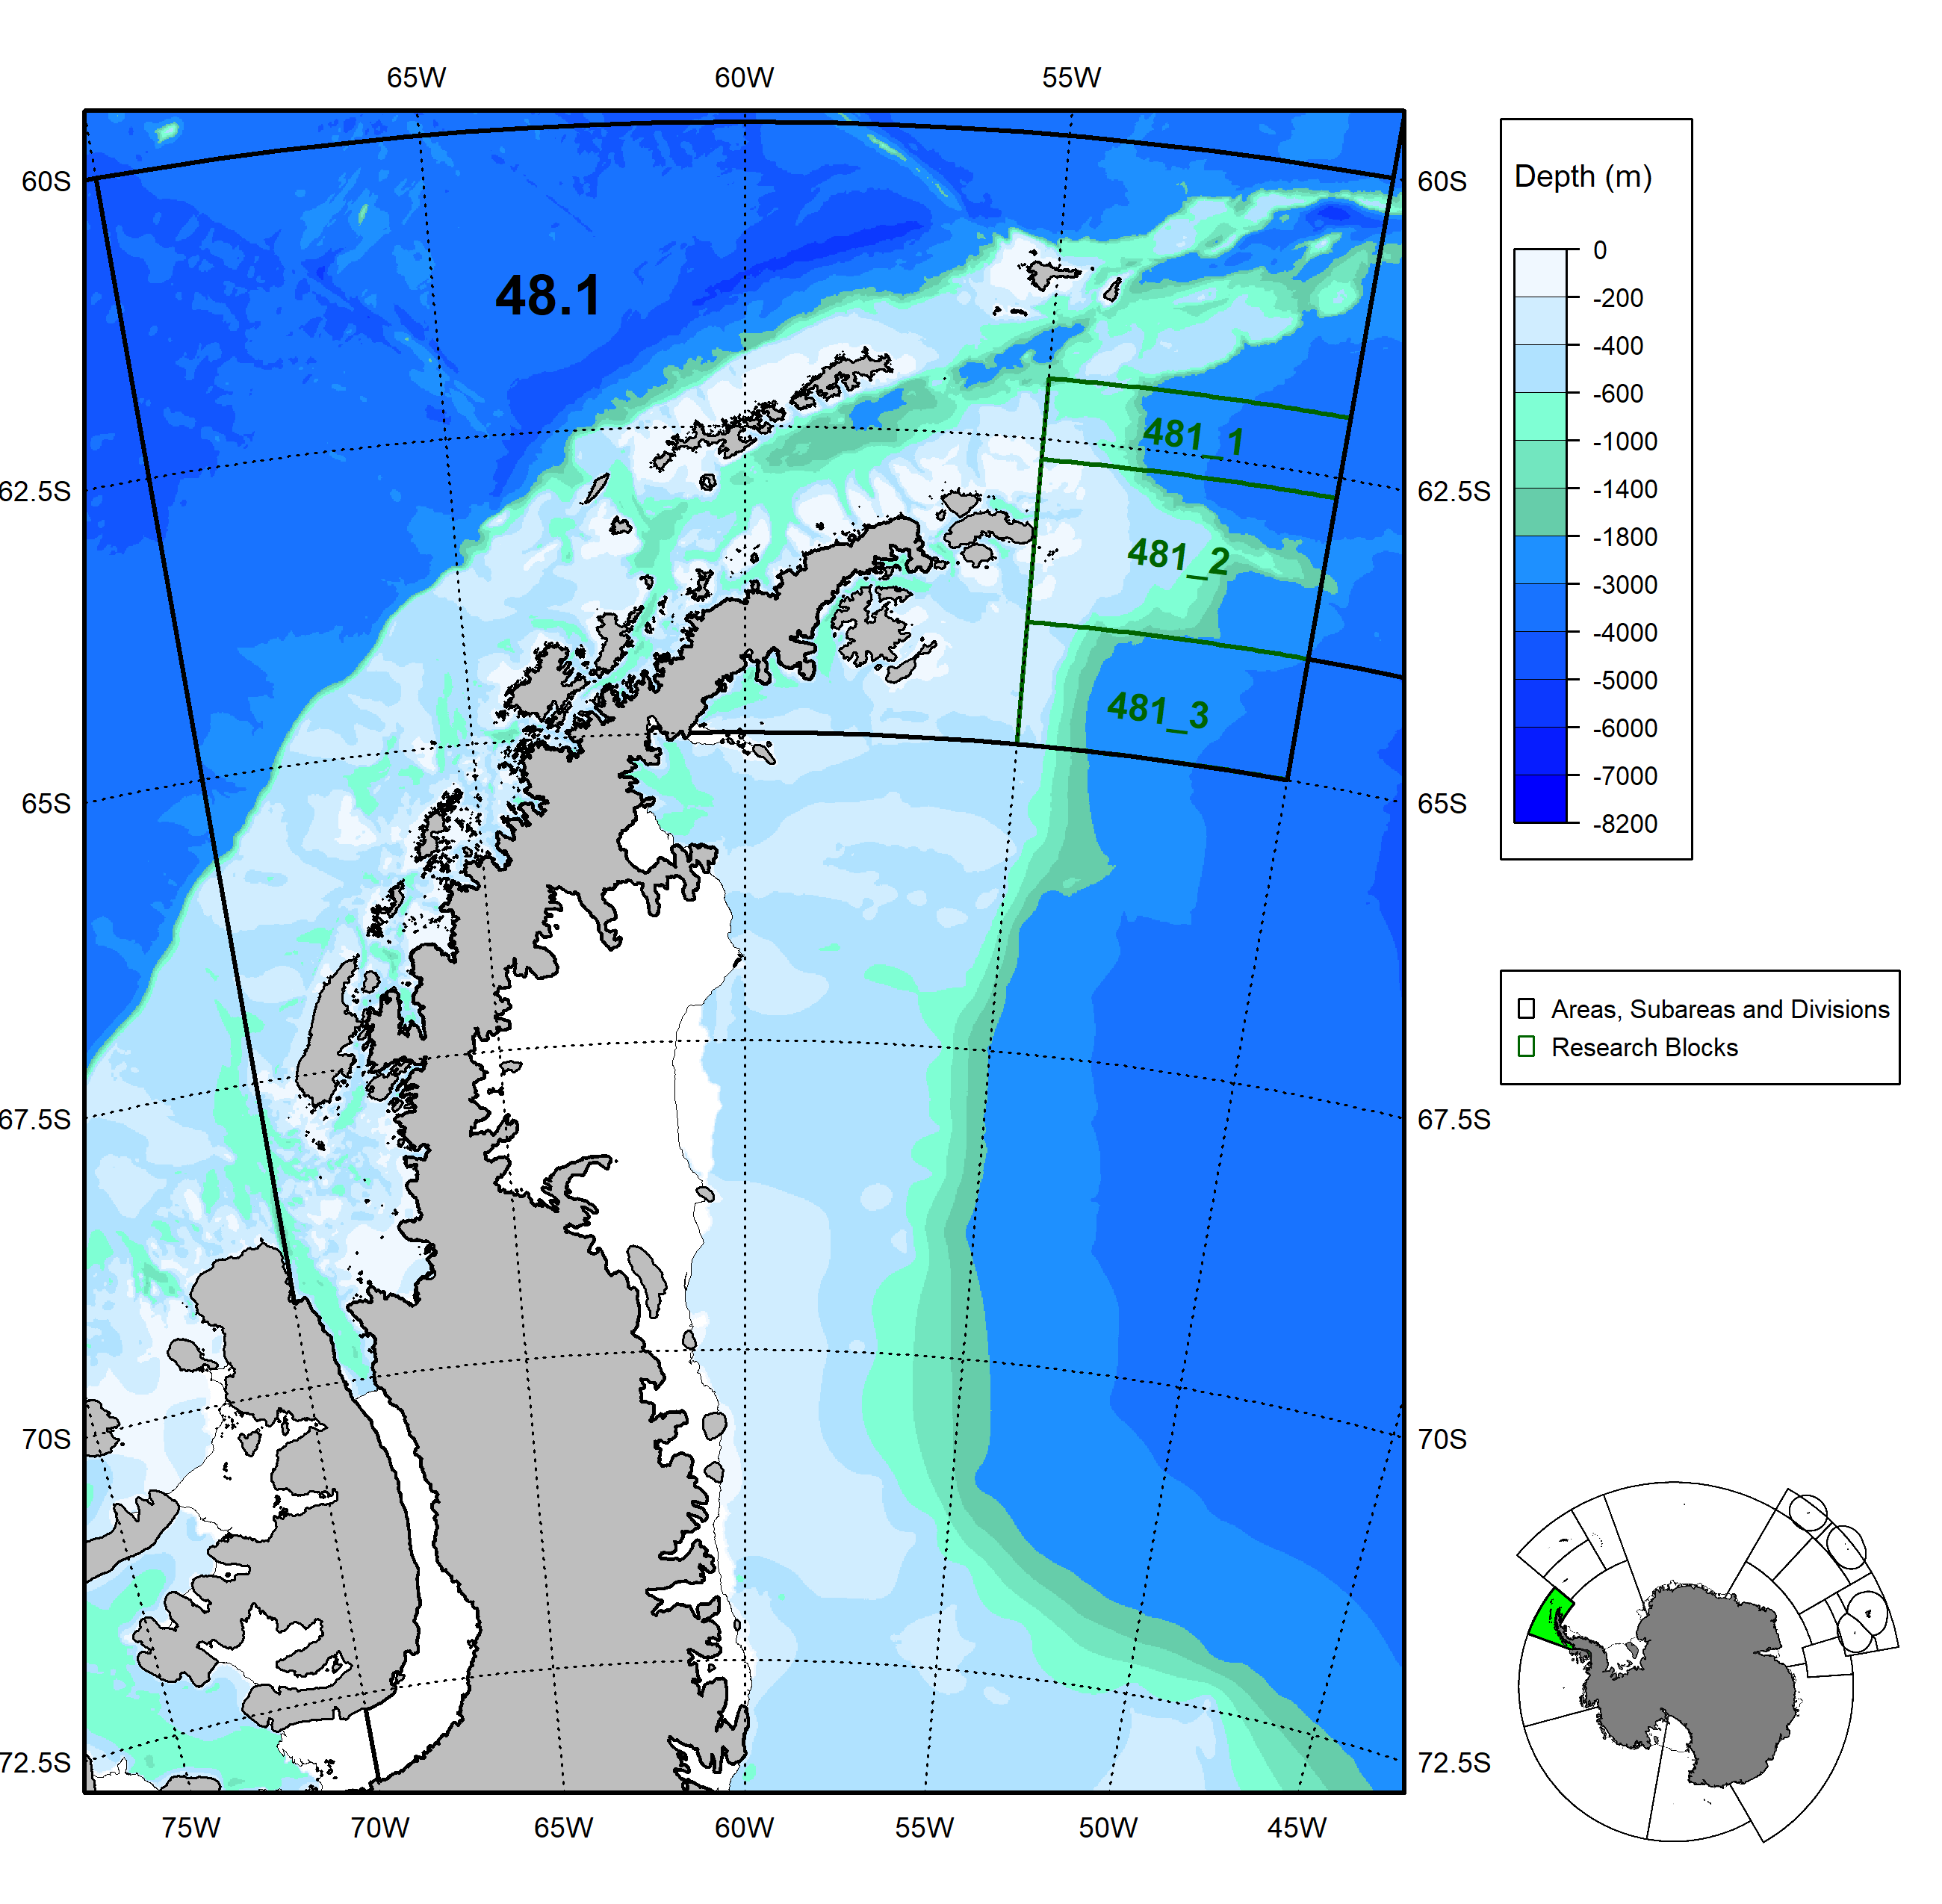 65W 60W 55W
60S 60S
48.1
62.5S 62.5S
481_1
481_2
481_3
65S 65S
67.5S 67.5S
70S 70S
72.5S 72.5S
75W 70W 65W 60W 55W 50W 45W
Depth (m)
0
-200
-400
-600
-1000
-1400
-1800
-3000
-4000
-5000
-6000
-7000
-8200
Areas, Subareas and Divisions
Research Blocks